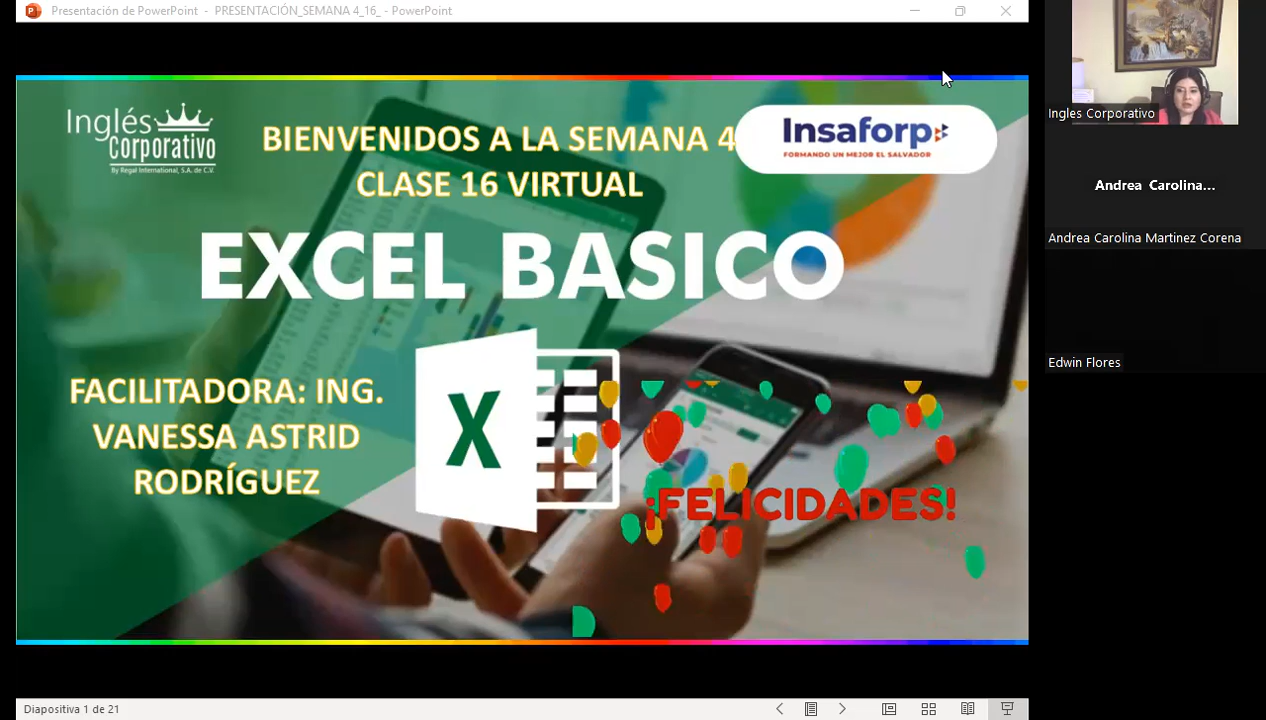 Presentación de PowerPoint - PRESENTACIÓN_SEMANA 4_16_ - PowerPoint
Inglés
Corporativo
By Regal International, S.A. de C.V.
BIENVENIDOS A LA SEMANA 4
CLASE 16 VIRTUAL
Insaforp
FORMANDO UN MEJOR EL SALVADOR
EXCEL BASICO
FACILITADORA: ING.
VANESSA ASTRID
RODRÍGUEZ
X
¡FELICIDADES!
Ingles Corporativo
Andrea Carolina...
Andrea Carolina Martinez Corena
Edwin Flores
Diapositiva 1 de 21